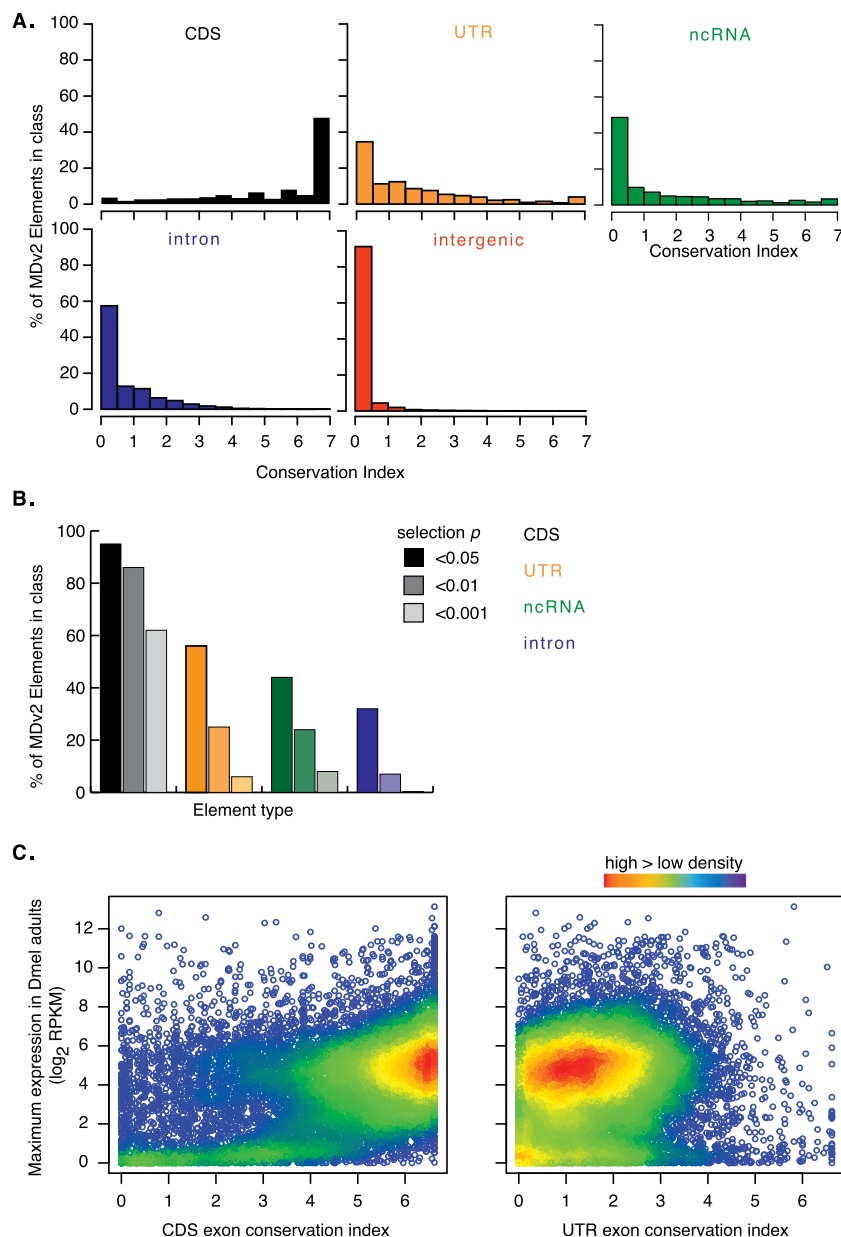 A.
% of MDv2 Elements in class
100
80
60
40
20
0
CDS
UTR
ncRNA
0 1 2 3 4 5 6 7
Conservation Index
100
80
60
40
20
0
intron
intergenic
0 1 2 3 4 5 6 7
0 1 2 3 4 5 6 7
Conservation Index
B.
% of MDv2 Elements in class
100
80
60
40
20
0
Element type
selection p
<0.05
<0.01
<0.001
CDS
UTR
ncRNA
intron
C.
high > low density
Maximum expression in Dmel adults
(log2 RPKM)
12
10
8
6
4
2
0
0 1 2 3 4 5 6
0 1 2 3 4 5 6
CDS exon conservation index
UTR exon conservation index